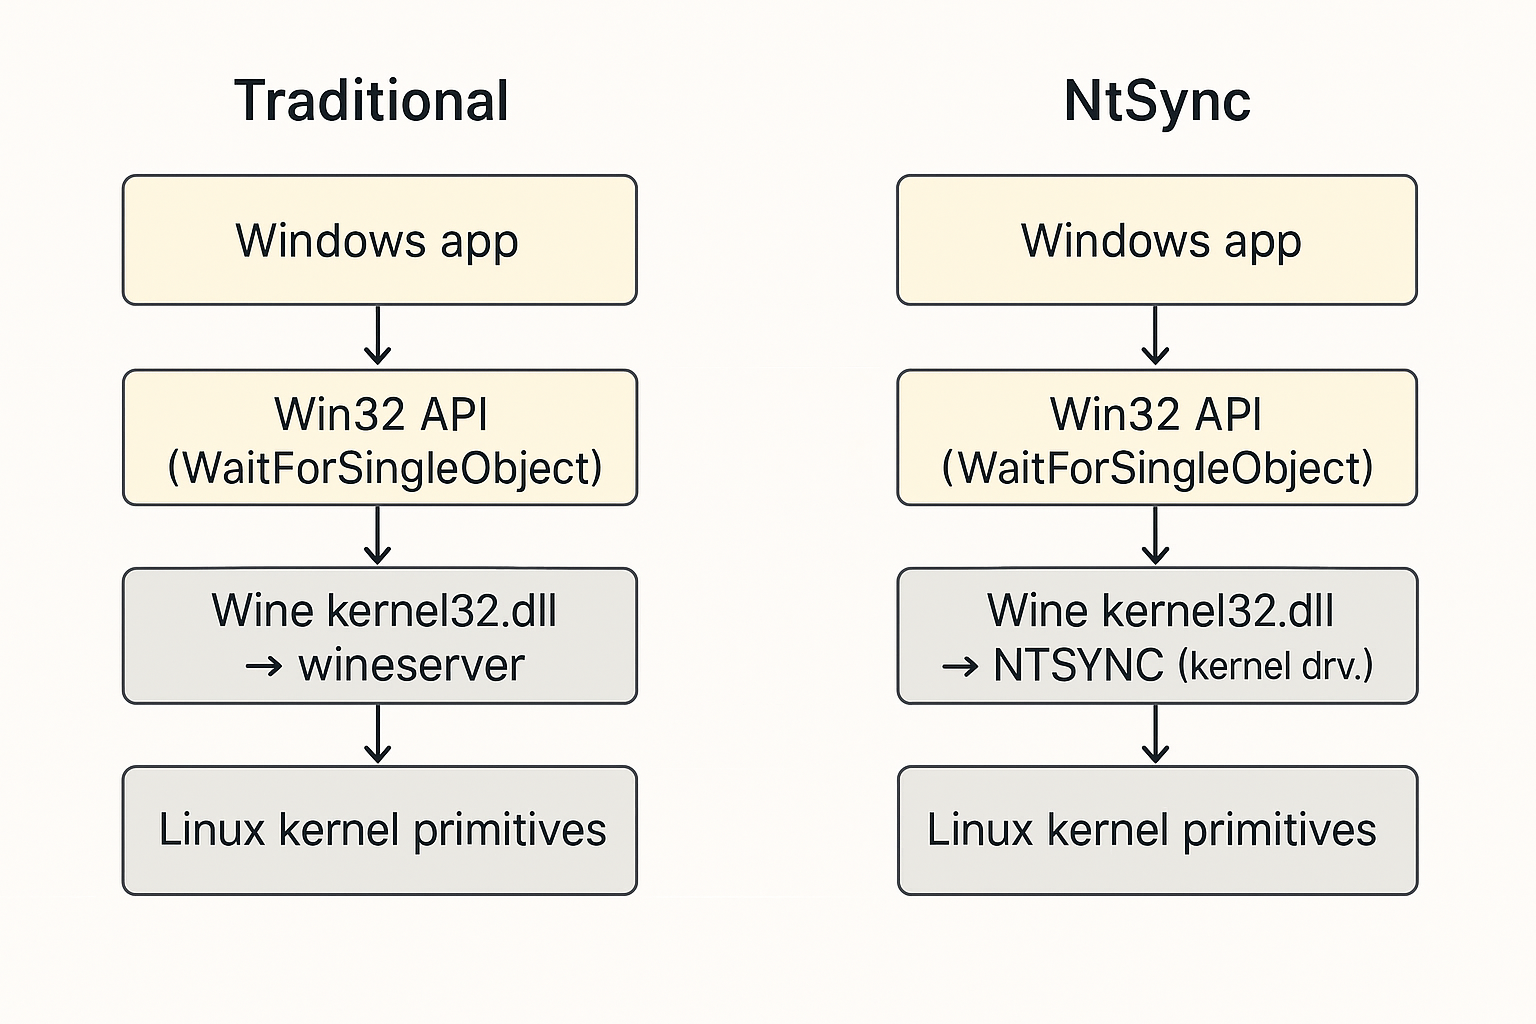 Traditional
Windows app
Win32 API
(WaitForSingleObject)
Wine kernel32.dll
→ wineserver
Linux kernel primitives
NtSync
Windows app
Win32 API
(WaitForSingleObject)
Wine kernel32.dll
→ NTSYNC (kernel drv.)
Linux kernel primitives